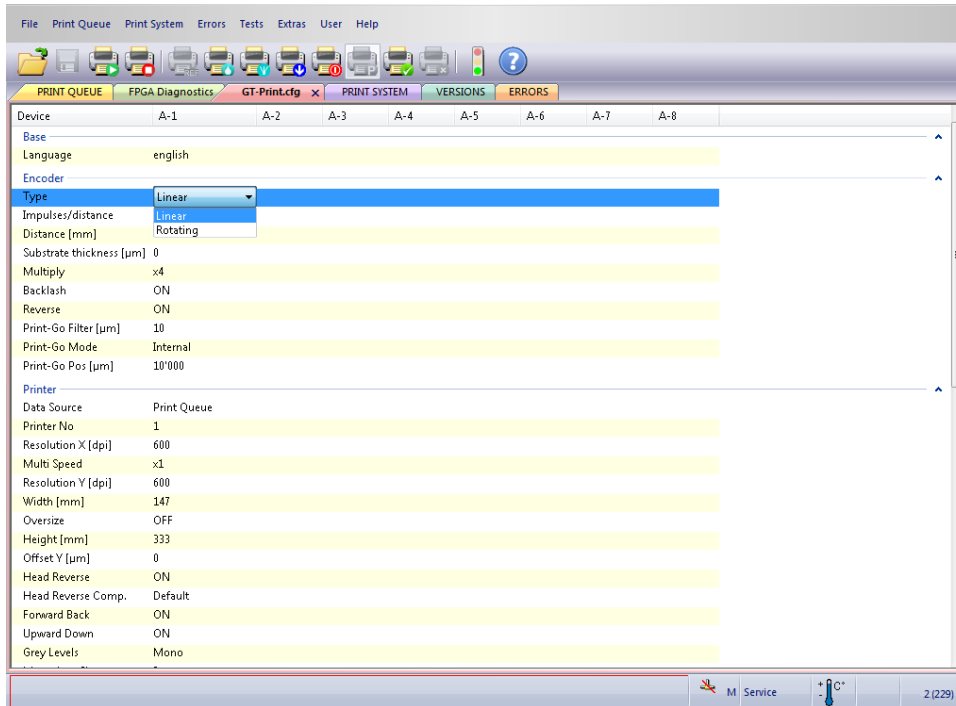 File Print Queue Print System Errors Tests Extras User Help
PRINT QUEUE FPGA Diagnostics GT-Print.cfg x PRINT SYSTEM VERSIONS ERRORS
Device A-1 A-2 A-3 A-4 A-5 A-6 A-7 A-8
Base
Language english
Encoder
Type Linear
Impulses/distance Linear
Distance [mm] Rotating
Substrate thickness [µm] 0
Multiply x4
Backlash ON
Reverse ON
Print-Go Filter [µm] 10
Print-Go Mode Internal
Print-Go Pos [µm] 10'000
Printer
Data Source Print Queue
Printer No 1
Resolution X [dpi] 600
Multi Speed x1
Resolution Y [dpi] 600
Width [mm] 147
Oversize OFF
Height [mm] 333
Offset Y [µm] 0
Head Reverse ON
Head Reverse Comp. Default
Forward Back ON
Upward Down ON
Grey Levels Mono
M Service + - C° 2 (229)